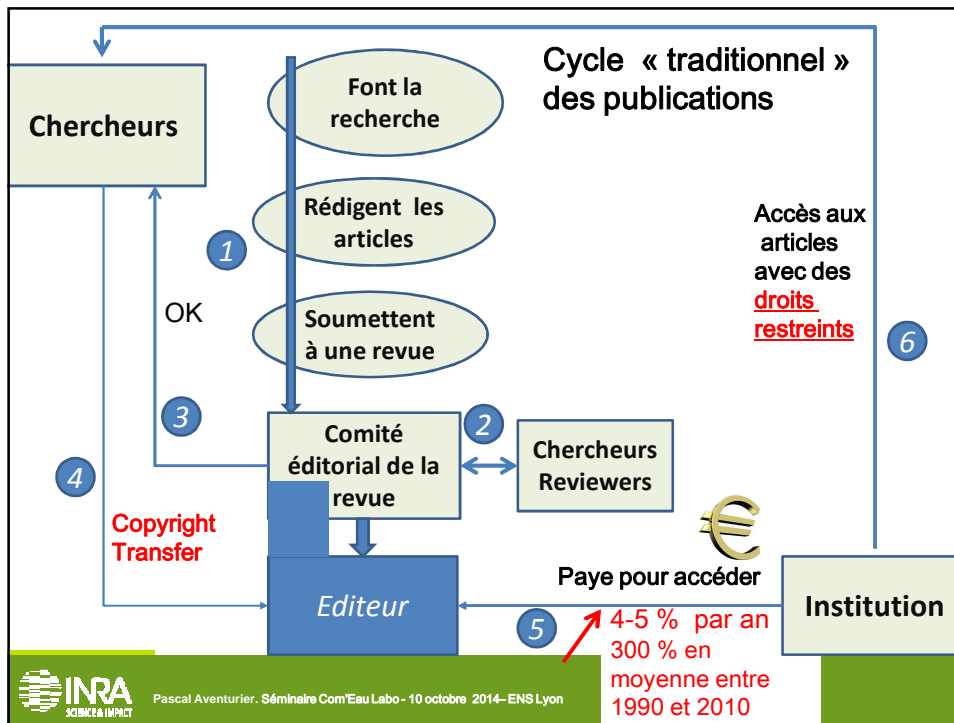 Cycle « traditionnel »
des publications
Chercheurs
Font la
recherche
Rédigent les
articles
Soumettent
à une revue
1
OK
3
4
Copyright
Transfer
Comité
éditorial de la
revue
2
Chercheurs
Reviewers
Editeur
€
Paye pour accéder
5
4-5 % par an
300 % en
moyenne entre
1990 et 2010
Institution
Accès aux
articles
avec des
droits
restreints
6
INRA
SCIENCE & IMPACT
Pascal Aventurier. Séminaire Com'Eau Labo - 10 octobre 2014– ENS Lyon